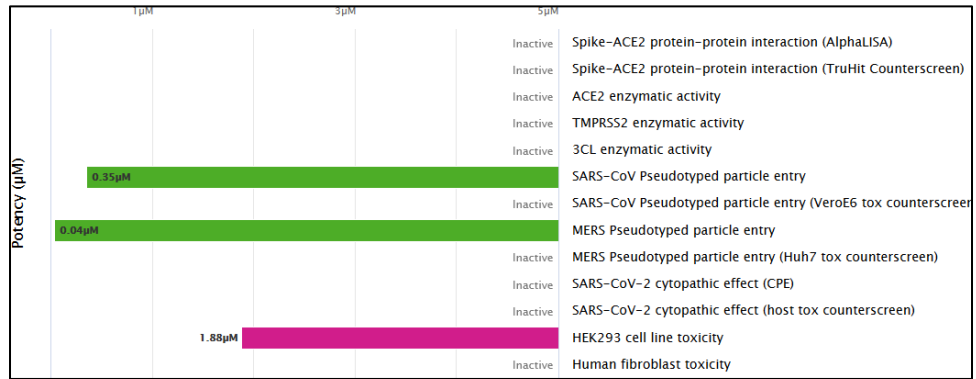 1μM 3μM 5μM
Potency (μM)
Inactive Spike-ACE2 protein-protein interaction (AlphaLISA)
Inactive Spike-ACE2 protein-protein interaction (TruHit Counterscreen)
Inactive ACE2 enzymatic activity
Inactive TMPRSS2 enzymatic activity
Inactive 3CL enzymatic activity
0.35μM SARS-CoV Pseudotyped particle entry
Inactive SARS-CoV Pseudotyped particle entry (VeroE6 tox counterscreen
0.04μM MERS Pseudotyped particle entry
Inactive MERS Pseudotyped particle entry (Huh7 tox counterscreen)
Inactive SARS-CoV-2 cytopathic effect (CPE)
Inactive SARS-CoV-2 cytopathic effect (host tox counterscreen)
1.88μM HEK293 cell line toxicity
Inactive Human fibroblast toxicity